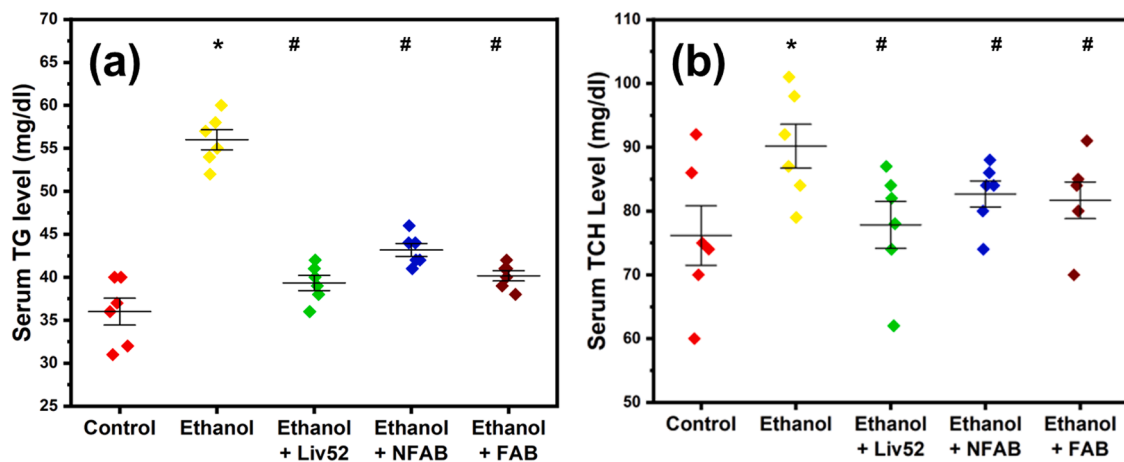 (a)
Serum TG level (mg/dl)
70
65
60
55
50
45
40
35
30
25
* # # #
Control Ethanol Ethanol Ethanol Ethanol
+ Liv52 + NFAB + FAB
(b)
Serum TCH Level (mg/dl)
110
100
90
80
70
60
50
* # # #
Control Ethanol Ethanol Ethanol Ethanol
+ Liv52 + NFAB + FAB